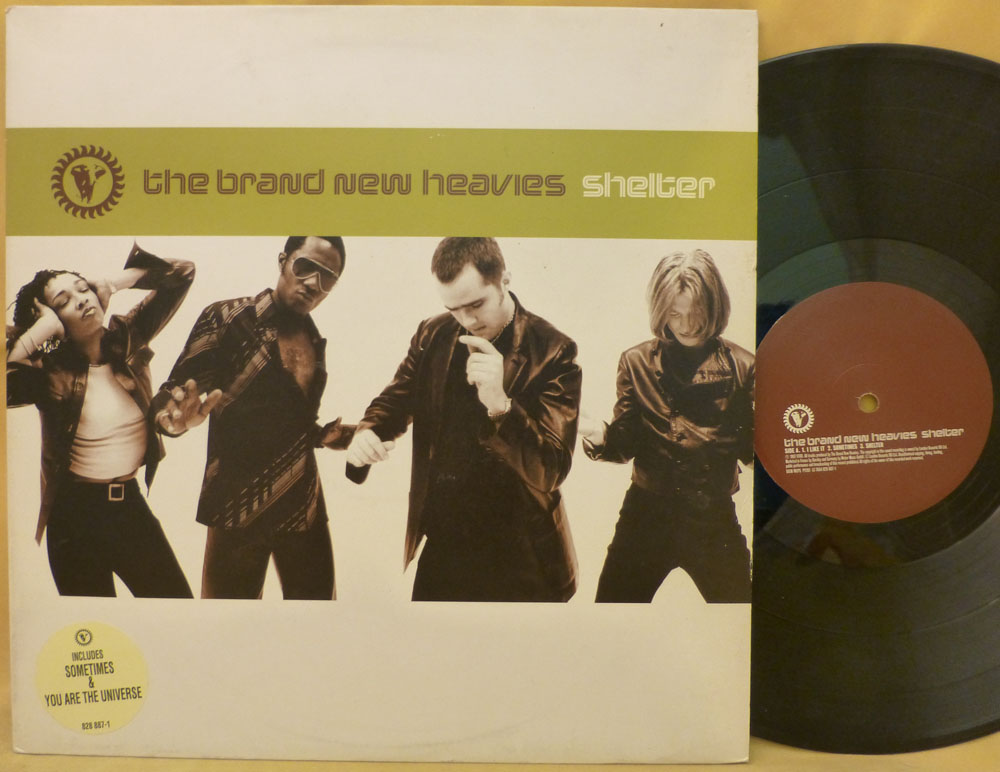 the brand new heavies shelter
INCLUDES
SOMETIMES
&
YOU ARE THE UNIVERSE
828 887-1
the brand new heavies shelter
SIDE A. 1. I LIKE IT 2. SOMETIMES 3. SHELTER